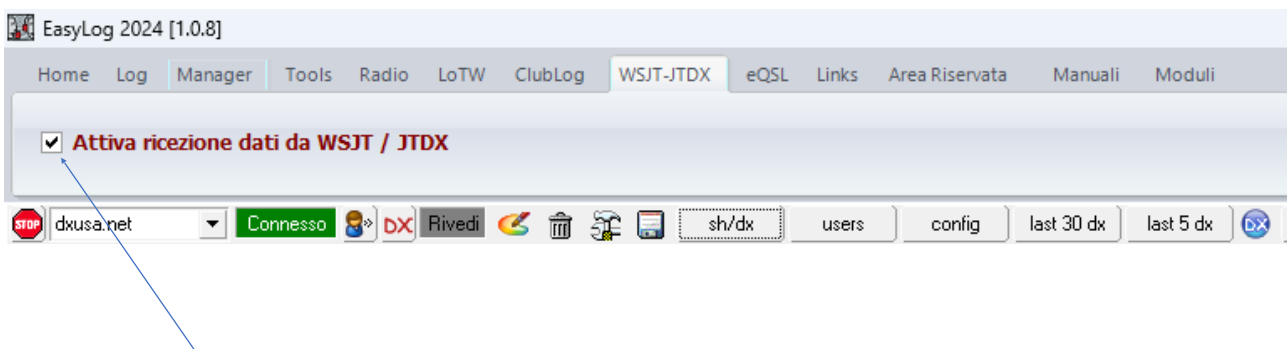 EasyLog 2024 [1.0.8]
Home Log Manager Tools Radio LoTW ClubLog WSJT-JTDX eQSL Links Area Riservata Manuali Moduli
Attiva ricezione dati da WSJT / JTDX
STOP dxusa.net Connesso DX Rivedi sh/dx users config last 30 dx last 5 dx DX